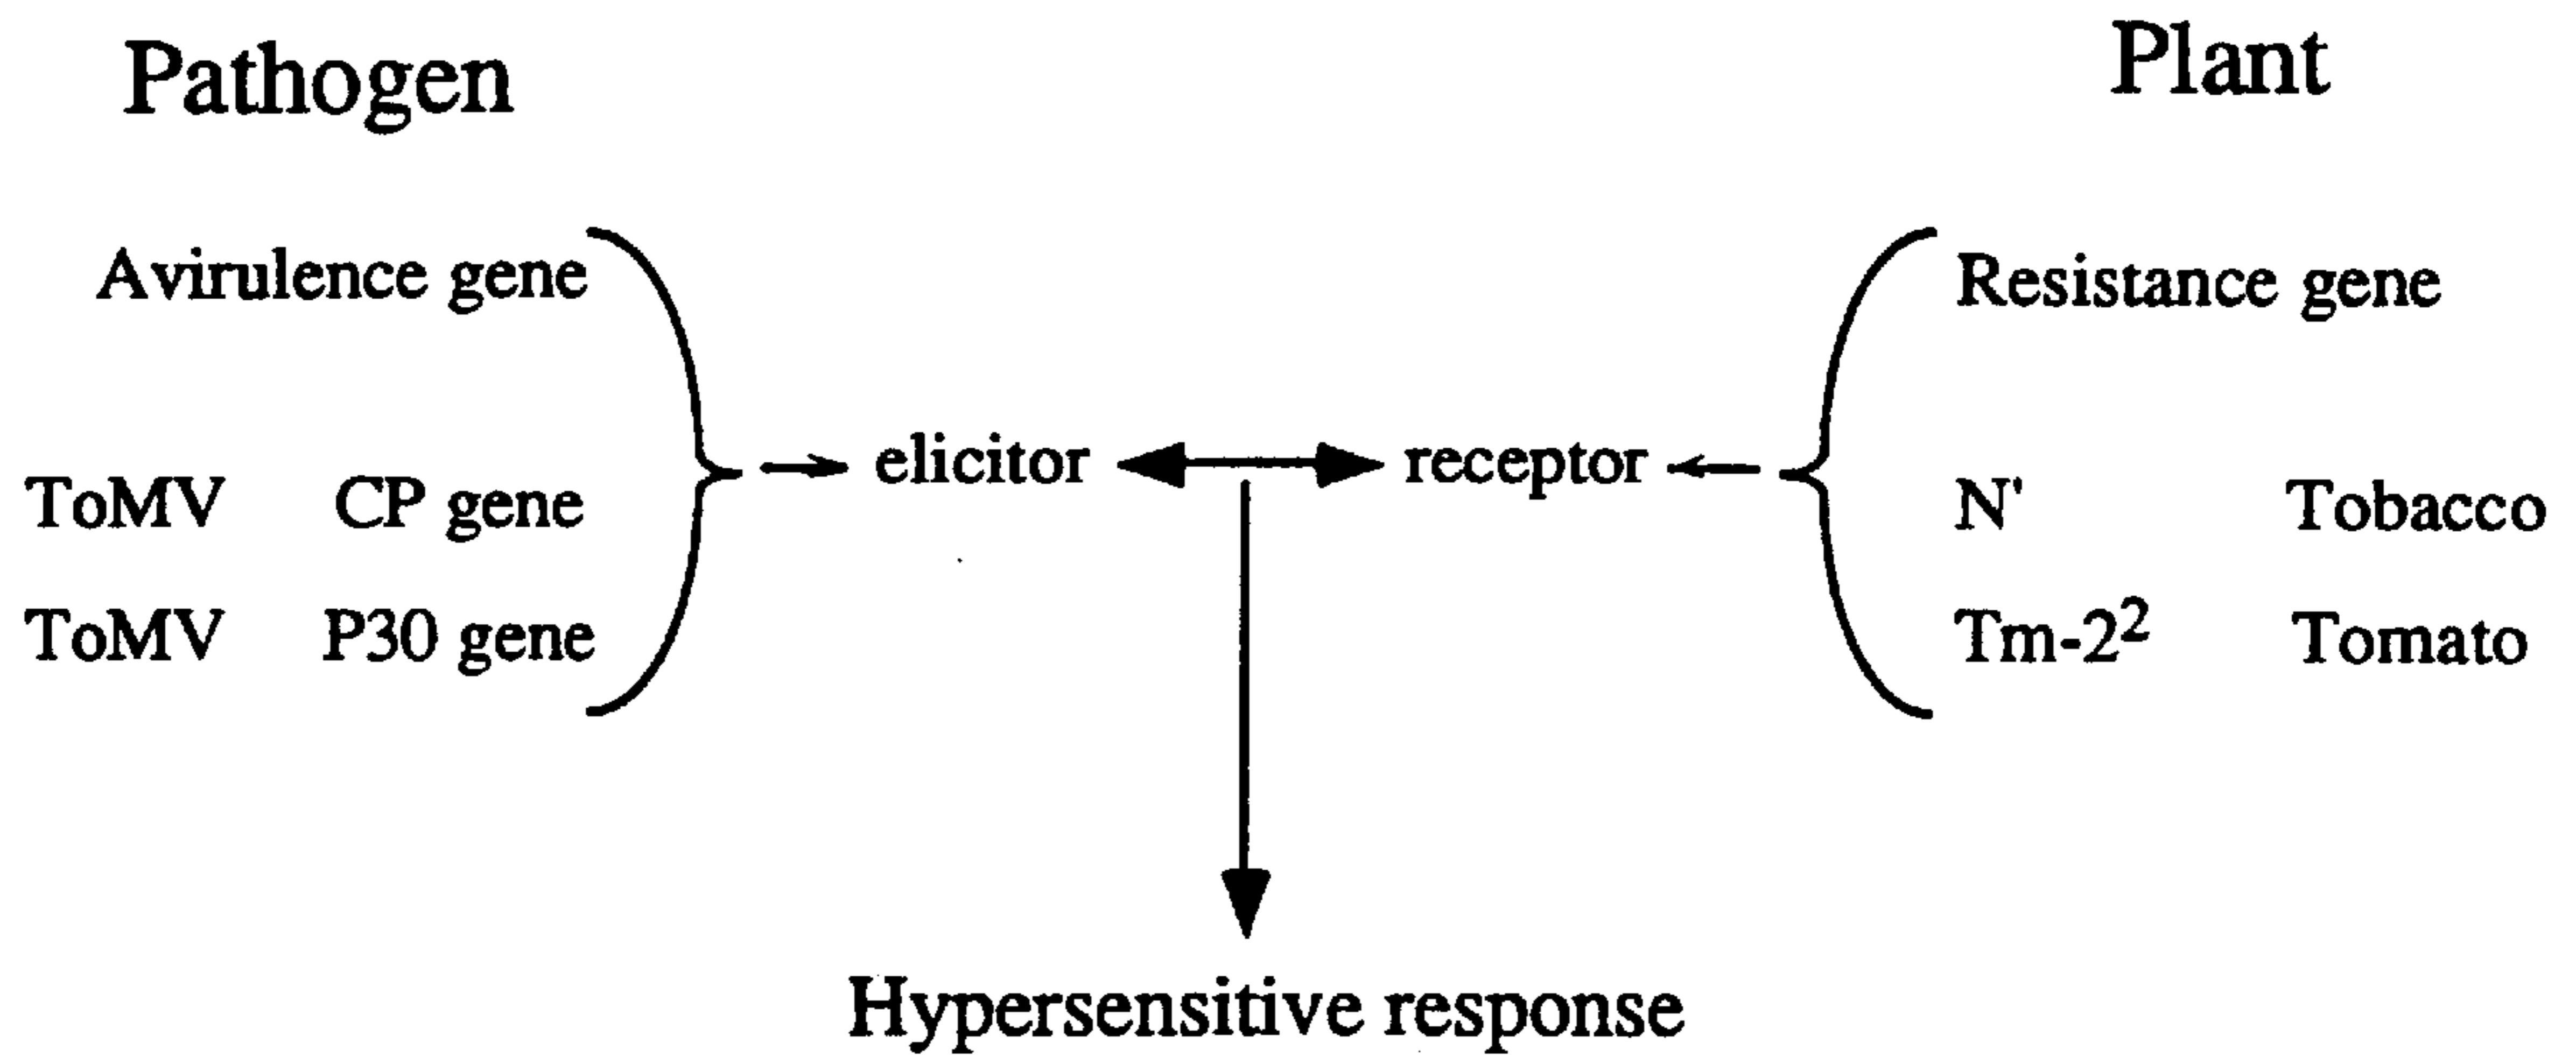 Pathogen
Plant
Avirulence gene
Resistance gene
elicitor
receptor
ToMV CP gene
N' Tobacco
ToMV P30 gene
Tm-2² Tomato
Hypersensitive response